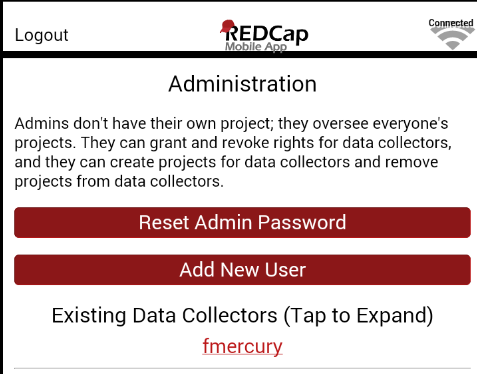 Logout
REDCap
Mobile App
Connected
Administration
Admins don't have their own project; they oversee everyone's
projects. They can grant and revoke rights for data collectors,
and they can create projects for data collectors and remove
projects from data collectors.
Reset Admin Password
Add New User
Existing Data Collectors (Tap to Expand)
fmercury